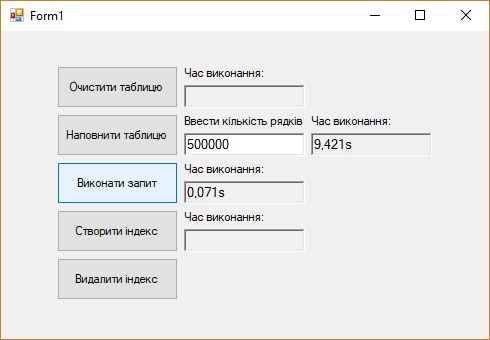 Form1
Очистити таблицю
Час виконання:
Наповнити таблицю
Ввести кількість рядків
Час виконання:
500000
9,421s
Виконати запит
Час виконання:
0,071s
Створити індекс
Час виконання:
Видалити індекс